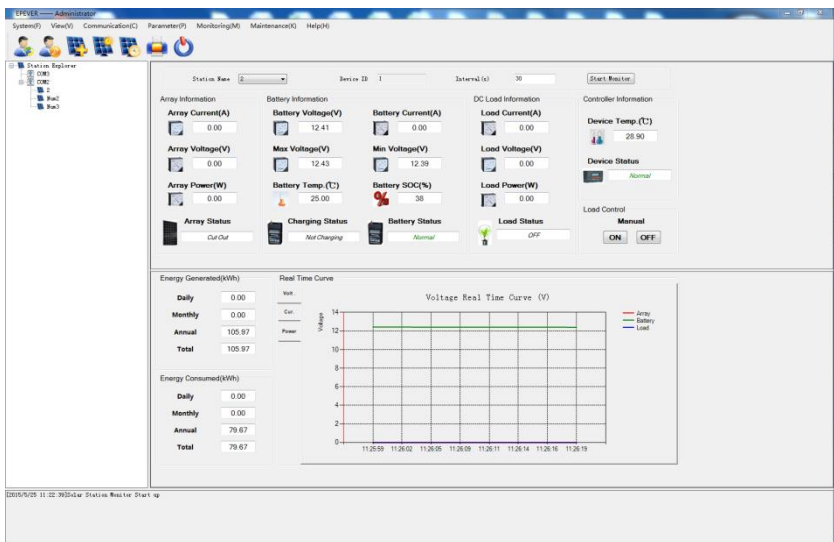 EPEVER —— Administrator
System(F) View(V) Communication(C) Parameter(P) Monitoring(M) Maintenance(K) Help(H)
Station Explorer
COM3
COM2
2
Num2
Num3
Station Name 2 Device ID 1 Interval(s) 30 Start Monitor
Array Information Battery Information DC Load Information Controller Information
Array Current(A) Battery Voltage(V) Battery Current(A) Load Current(A)
0.00 12.41 0.00 0.00
Device Temp.(℃)
28.90
Array Voltage(V) Max Voltage(V) Min Voltage(V) Load Voltage(V)
0.00 12.43 12.39 0.00
Device Status
Normal
Array Power(W) Battery Temp.(℃) Battery SOC(%) Load Power(W)
0.00 25.00 38 0.00
Load Control
Array Status Charging Status Battery Status Load Status Manual
Cut Out Not Charging Normal OFF ON OFF
Energy Generated(kWh) Real Time Curve
Daily 0.00
Monthly 0.00
Annual 105.97
Total 105.97
Energy Consumed(kWh)
Daily 0.00
Monthly 0.00
Annual 79.67
Total 79.67
Volt.
Cur.
Power
Voltage Real Time Curve (V)
Voltage
14
12
10
8
6
4
2
0
11:25:59 11:26:02 11:26:05 11:26:09 11:26:11 11:26:14 11:26:16 11:26:19
Array
Battery
Load
[2015/5/25 11:22:39]Solar Station Monitor Start up